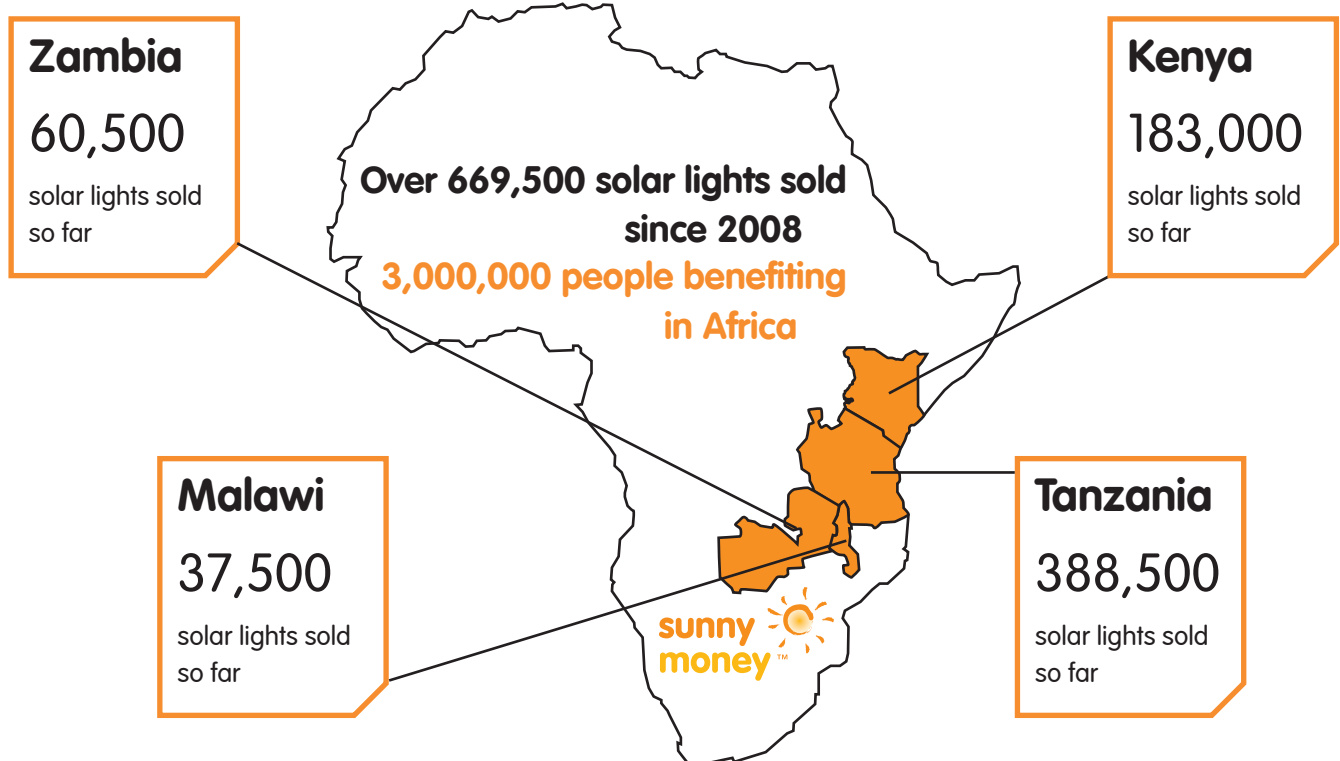 Zambia
60,500
solar lights sold
so far
Kenya
183,000
solar lights sold
so far
Over 669,500 solar lights sold
since 2008
3,000,000 people benefiting
in Africa
Malawi
37,500
solar lights sold
so far
Tanzania
388,500
solar lights sold
so far
sunny
money™